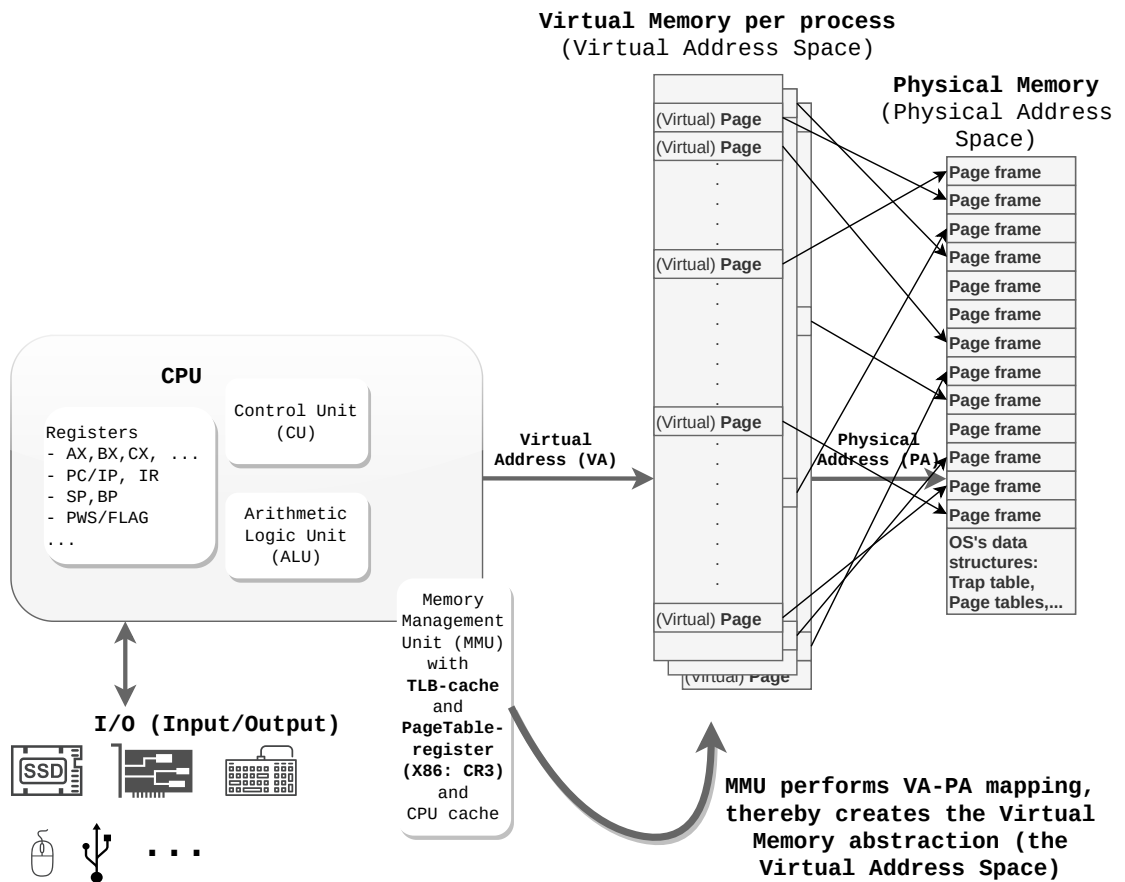 Virtual Memory per process
(Virtual Address Space)
Physical Memory
(Physical Address
Space)
(Virtual) Page
(Virtual) Page
(Virtual) Page
(Virtual) Page
(Virtual) Page
(Virtual) Page
Page frame
Page frame
Page frame
Page frame
Page frame
Page frame
Page frame
Page frame
Page frame
Page frame
Page frame
Page frame
Page frame
OS's data
structures:
Trap table,
Page tables,...
CPU
Registers
- AX,BX,CX, ...
- PC/IP, IR
- SP,BP
- PWS/FLAG
...
Control Unit
(CU)
Arithmetic
Logic Unit
(ALU)
Virtual
Address (VA)
Physical
Address (PA)
Memory
Management
Unit (MMU)
with
TLB-cache
and
PageTable-
register
(X86: CR3)
and
CPU cache
I/O (Input/Output)
SSD
...
MMU performs VA-PA mapping,
thereby creates the Virtual
Memory abstraction (the
Virtual Address Space)